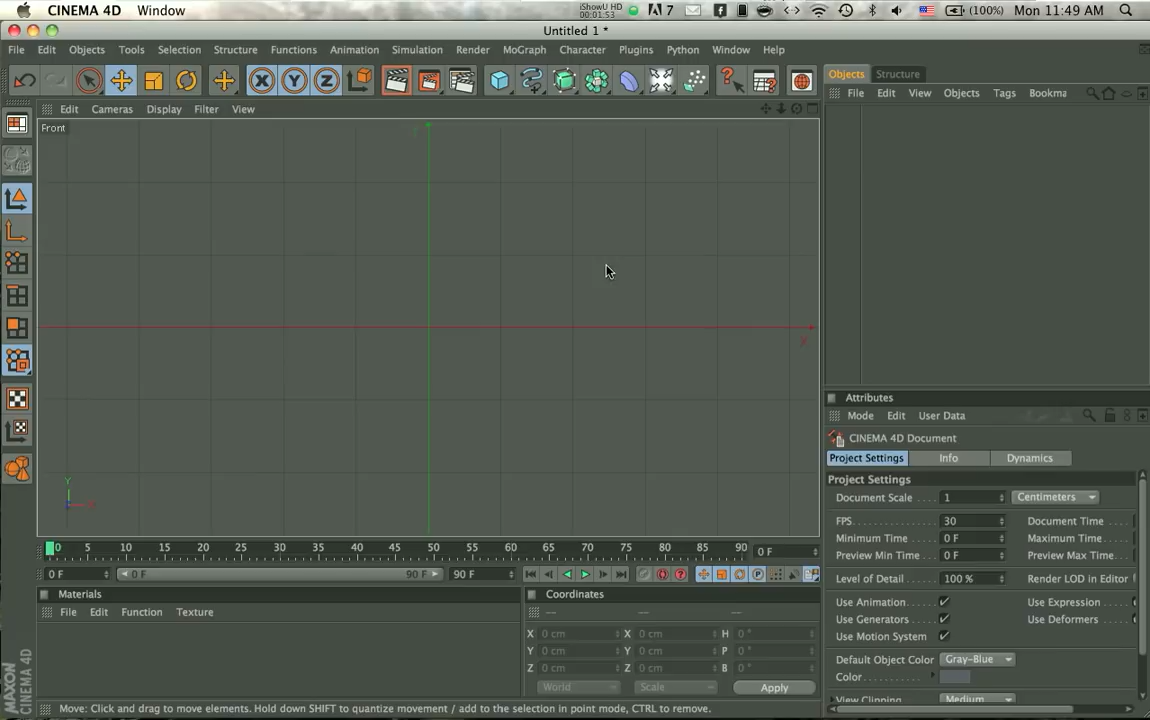 CINEMA 4D Window
iShowU HD
00:01:53
7
(100%) Mon 11:49 AM
Untitled 1 *
File Edit Objects Tools Selection Structure Functions Animation Simulation Render MoGraph Character Plugins Python Window Help
X Y Z
Objects Structure
File Edit View Objects Tags Bookma
Edit Cameras Display Filter View
Front
Y
X
Y
Attributes
Mode Edit User Data
CINEMA 4D Document
Project Settings Info Dynamics
Project Settings
Document Scale 1 Centimeters
FPS 30 Document Time
Minimum Time 0 F Maximum Time
Preview Min Time 0 F Preview Max Time
Level of Detail 100 % Render LOD in Editor
Use Animation Use Expression
Use Generators Use Deformers
Use Motion System
Default Object Color Gray-Blue
Color
View Clipping Medium
0 5 10 15 20 25 30 35 40 45 50 55 60 65 70 75 80 85 90 0 F
0 F 0 F 90 F 90 F
Materials
File Edit Function Texture
Coordinates
-- -- --
X 0 cm X 0 cm H 0 °
Y 0 cm Y 0 cm P 0 °
Z 0 cm Z 0 cm B 0 °
World Scale Apply
MAXON
CINEMA 4D
Move: Click and drag to move elements. Hold down SHIFT to quantize movement / add to the selection in point mode, CTRL to remove.